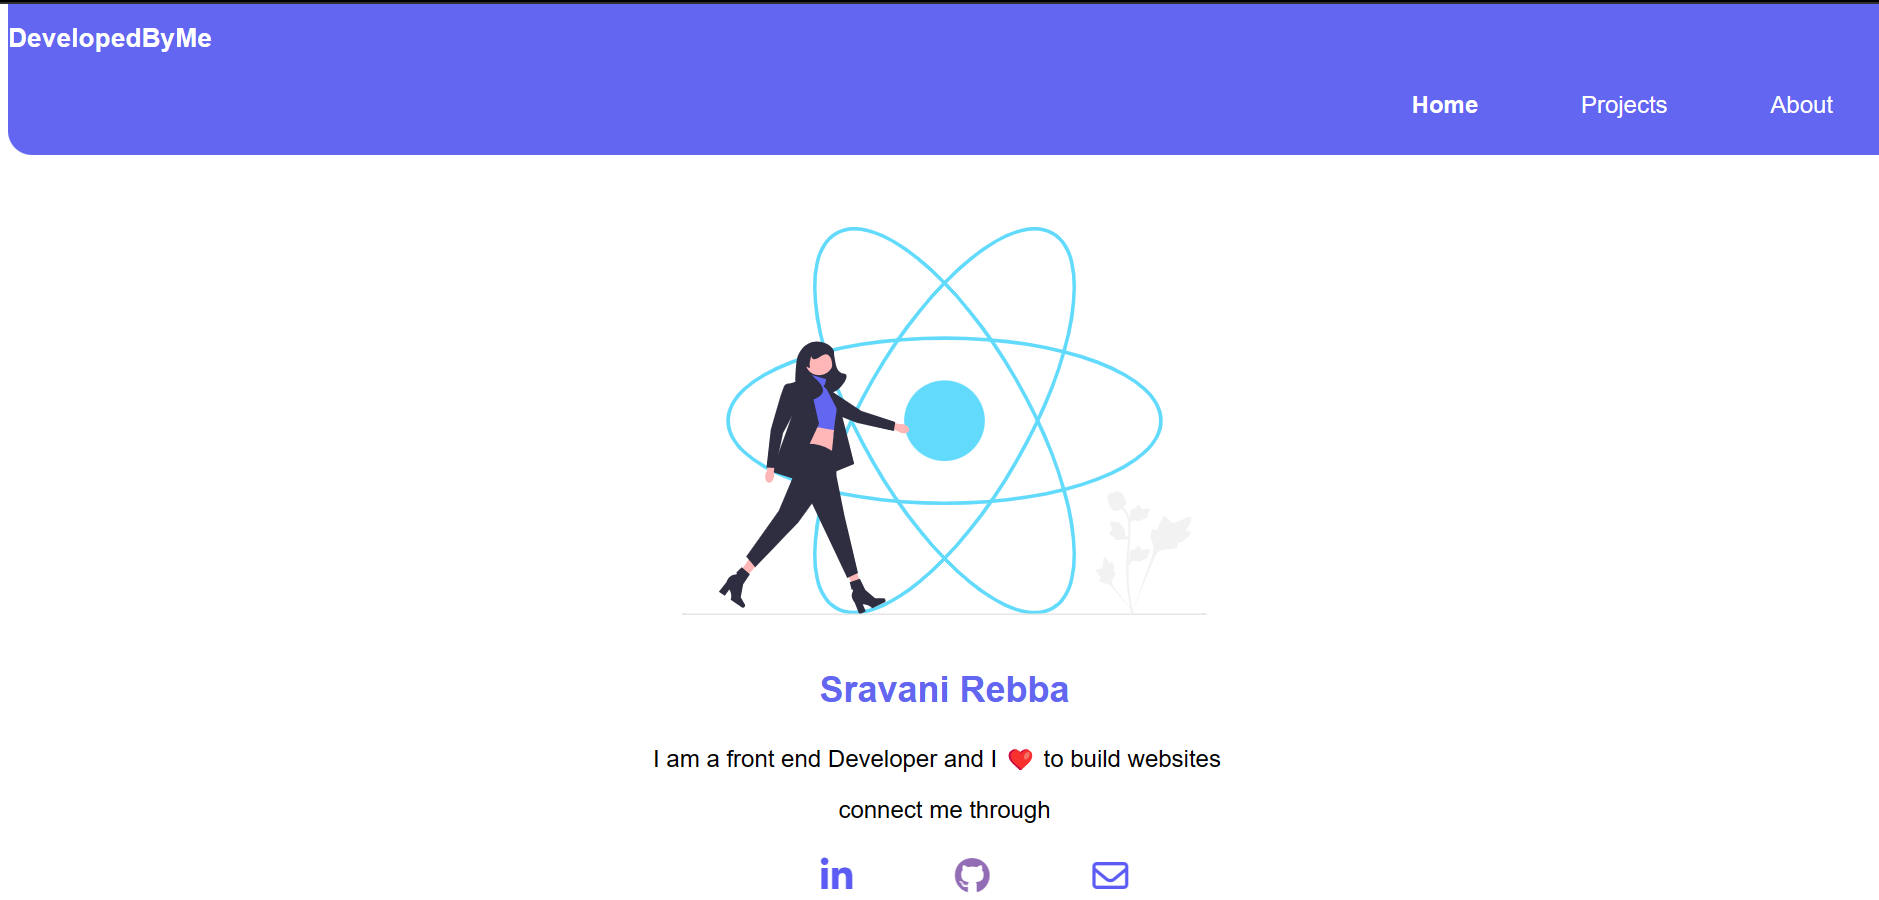 DevelopedByMe
Home Projects About
Sravani Rebba
I am a front end Developer and I ❤️ to build websites
connect me through
in